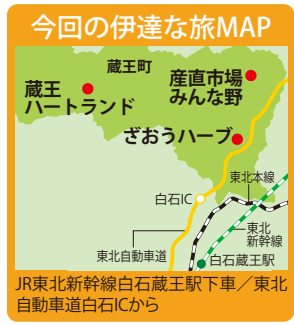 今回の伊達な旅MAP
蔵王町
産直市場
みんな野
蔵王
ハートランド
ざおうハーブ
東北本線
白石IC
東北
新幹線
東北自動車道
白石蔵王駅
JR東北新幹線白石蔵王駅下車／東北
自動車道白石ICから